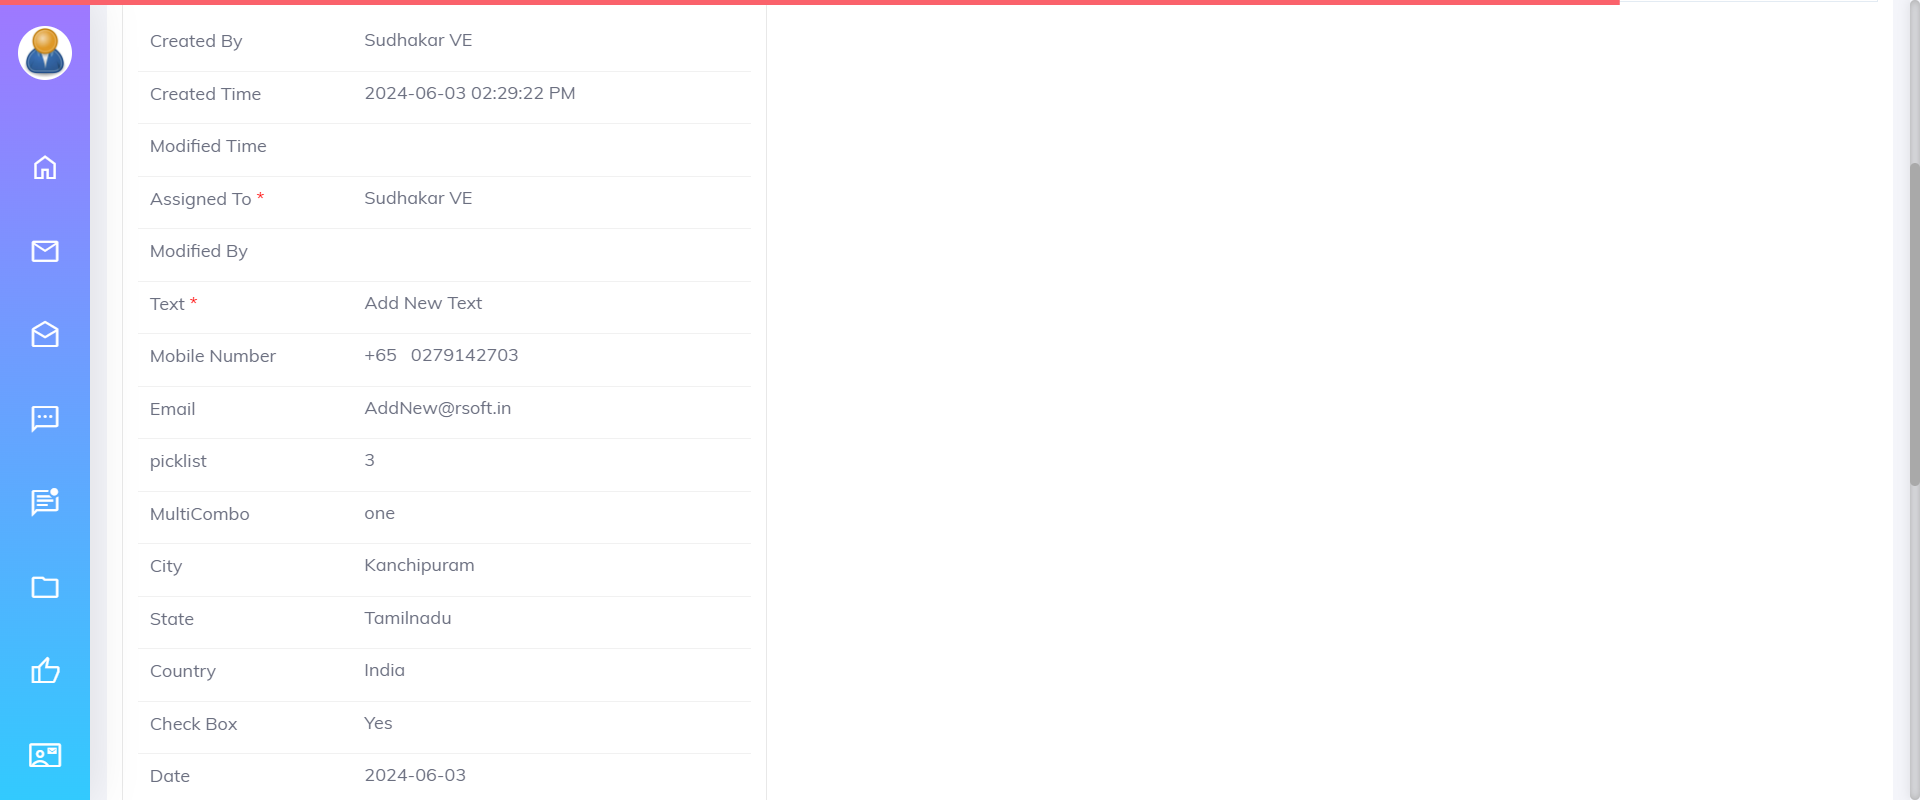 Created By Sudhakar VE
Created Time 2024-06-03 02:29:22 PM
Modified Time
Assigned To * Sudhakar VE
Modified By
Text * Add New Text
Mobile Number +65 0279142703
Email AddNew@rsoft.in
picklist 3
MultiCombo one
City Kanchipuram
State Tamilnadu
Country India
Check Box Yes
Date 2024-06-03